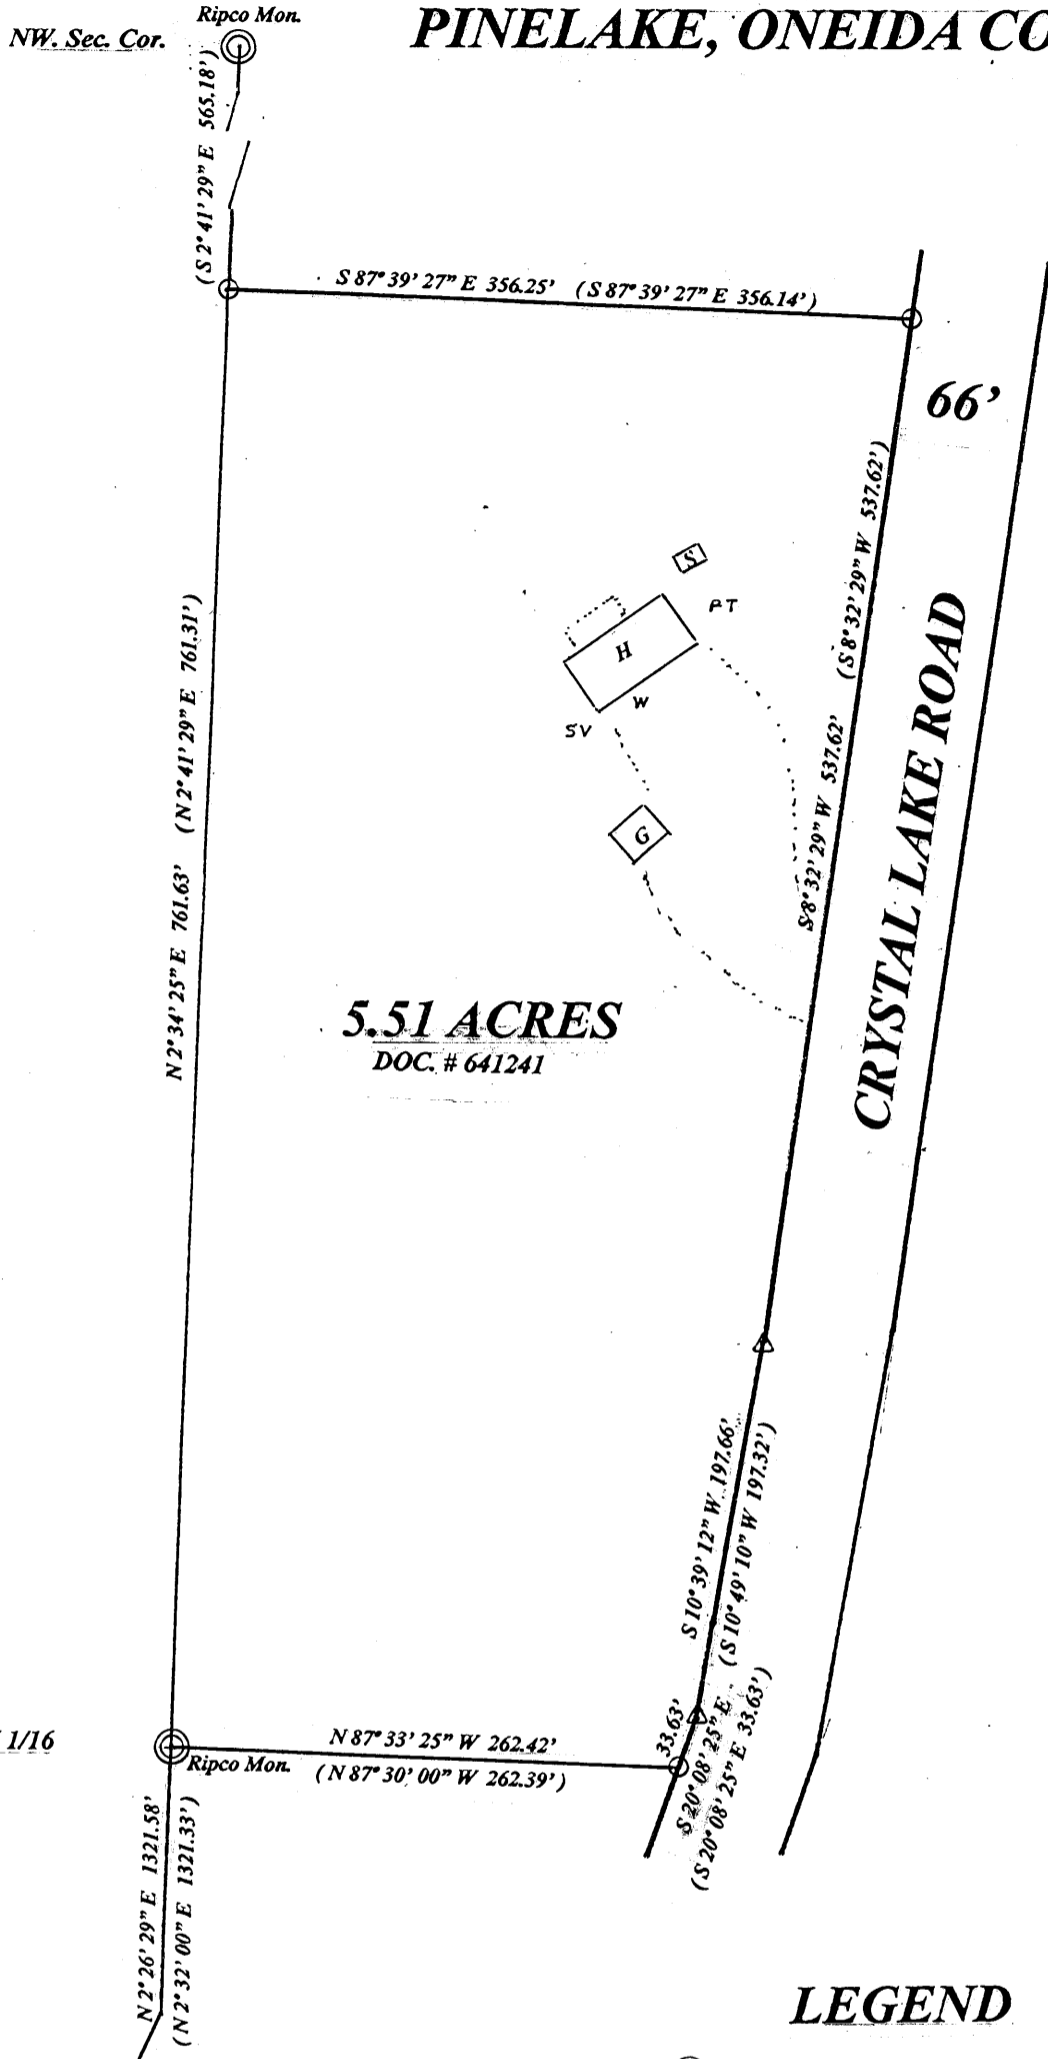 Ripco Mon.
NW. Sec. Cor.
PINELAKE, ONEIDA CO
(S 2° 41' 29" E 565.18')
S 87° 39' 27" E 356.25' (S 87° 39' 27" E 356.14')
66'
(S 8° 32' 29" W 537.62')
S 8° 32' 29" W 537.62'
S
PT
H
W
SV
G
(N 2° 41' 29" E 761.31')
N 2° 34' 25" E 761.63'
CRYSTAL LAKE ROAD
5.51 ACRES
DOC. # 641241
S 10° 39' 12" W 197.66'
(S 10° 49' 10" W 197.32')
1/16
N 87° 33' 25" W 262.42'
Ripco Mon.
(N 87° 30' 00" W 262.39')
33.63'
S 20° 08' 25" E
(S 20° 08' 25" E 33.63')
N 2° 26' 29" E 1321.58'
(N 2° 32' 00" E 1321.33')
LEGEND